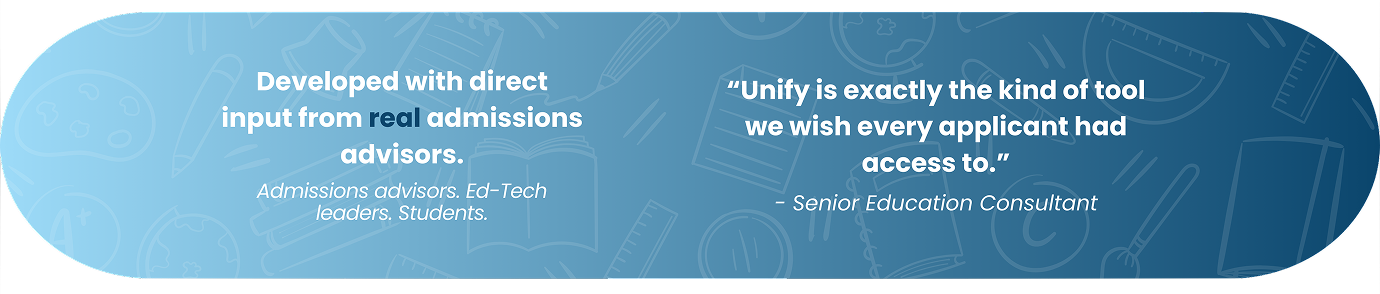 Developed with direct
input from real admissions
advisors.
Admissions advisors. Ed-Tech
leaders. Students.
“Unify is exactly the kind of tool
we wish every applicant had
access to.”
- Senior Education Consultant
A+
C